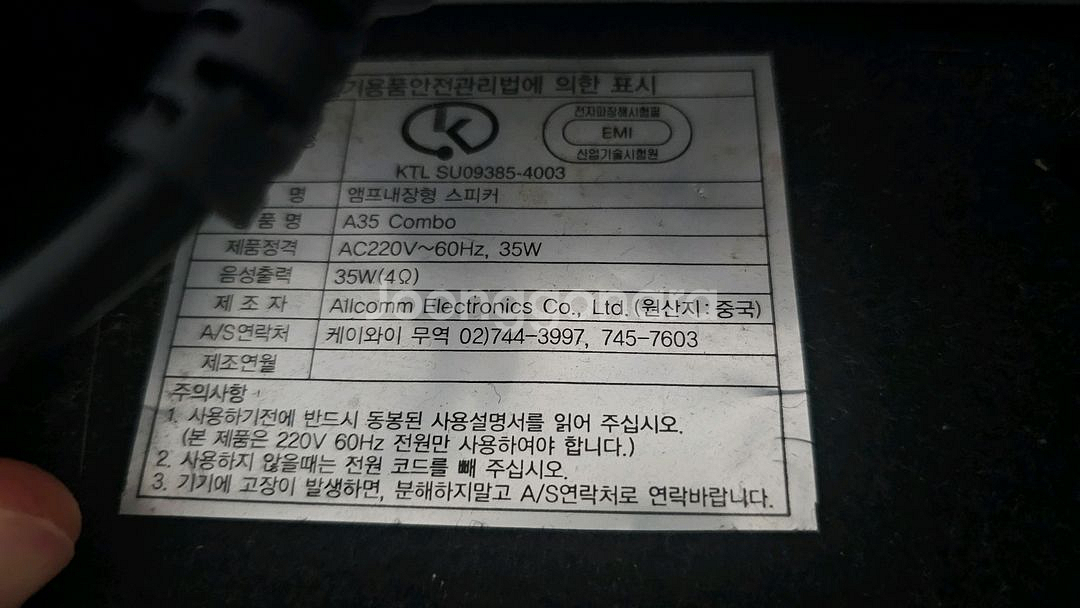 기용품안전관리법에 의한 표시
전자파장해시험필
EMI
산업기술시험원
KTL SU09385-4003
명 앰프내장형 스피커
품 명 A35 Combo
제품정격 AC220V~60Hz, 35W
음성출력 35W(4Ω)
제 조 자 Allcomm Electronics Co., Ltd. (원산지: 중국)
A/S연락처 케이와이 무역 02)744-3997, 745-7603
제조연월
주의사항
1. 사용하기전에 반드시 동봉된 사용설명서를 읽어 주십시오.
(본 제품은 220V 60Hz 전원만 사용하여야 합니다.)
2. 사용하지 않을때는 전원 코드를 빼 주십시오.
3. 기기에 고장이 발생하면, 분해하지말고 A/S연락처로 연락바랍니다.